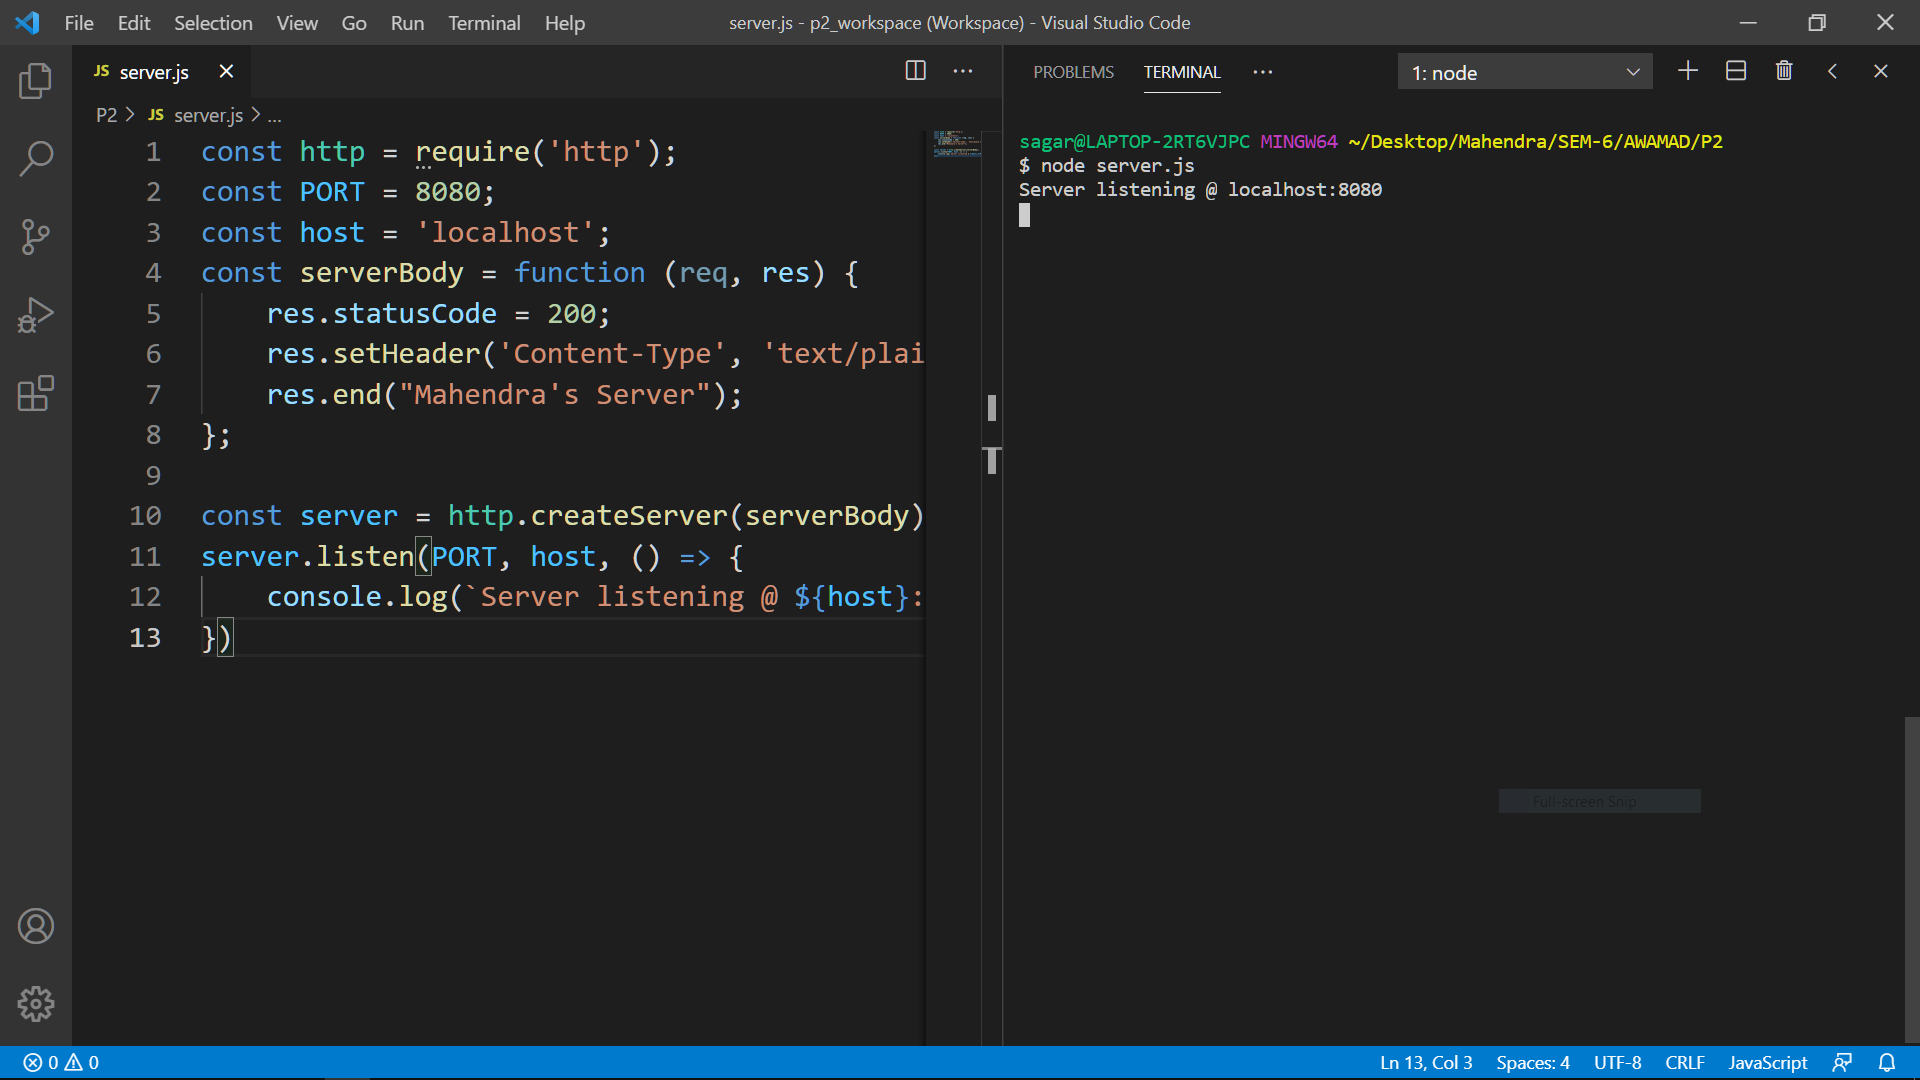 File Edit Selection View Go Run Terminal Help
server.js - p2_workspace (Workspace) - Visual Studio Code
JS server.js
P2 > JS server.js > ...
1 const http = require('http');
2 const PORT = 8080;
3 const host = 'localhost';
4 const serverBody = function (req, res) {
5 res.statusCode = 200;
6 res.setHeader('Content-Type', 'text/plai
7 res.end("Mahendra's Server");
8 };
9
10 const server = http.createServer(serverBody)
11 server.listen(PORT, host, () => {
12 console.log(`Server listening @ ${host}:
13 })
PROBLEMS TERMINAL ... 1: node
sagar@LAPTOP-2RT6VJPC MINGW64 ~/Desktop/Mahendra/SEM-6/AWAMAD/P2
$ node server.js
Server listening @ localhost:8080
Full-screen Snip
0 0 Ln 13, Col 3 Spaces: 4 UTF-8 CRLF JavaScript